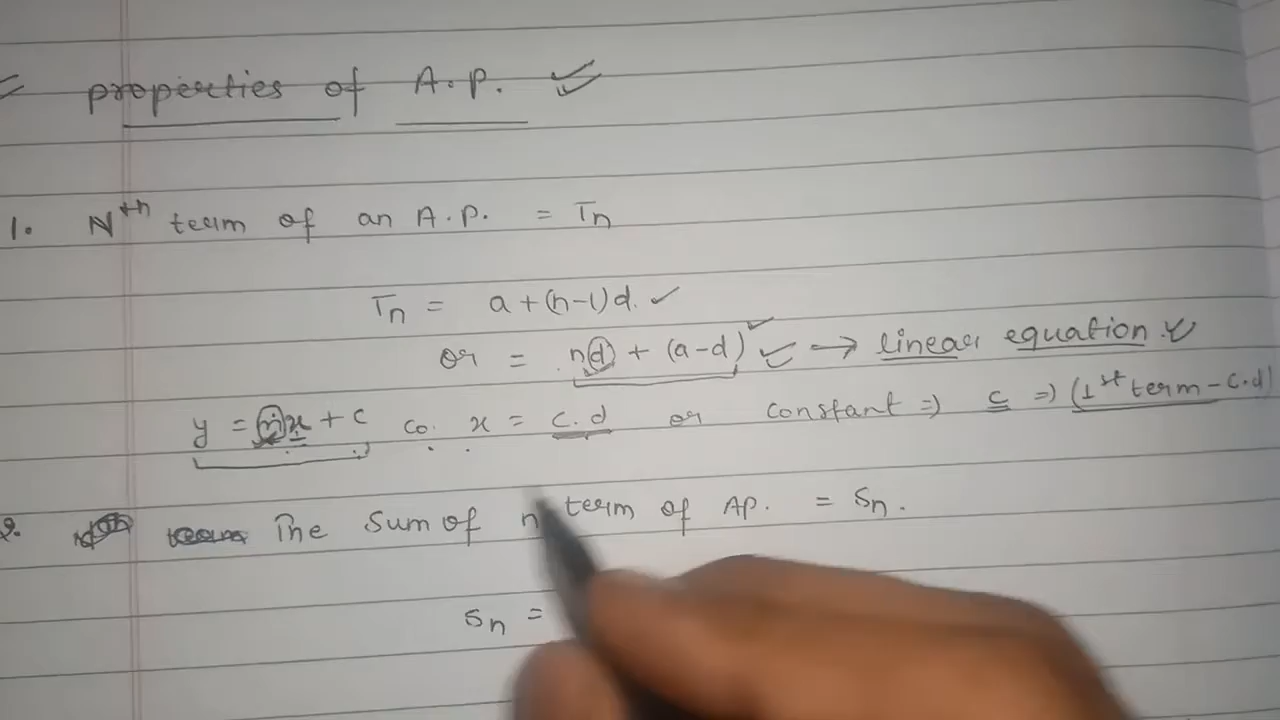 properties of A.P.
1. Nth term of an A.P. = Tn
Tn = a+(n-1)d.
or = n(d) + (a-d) → linear equation.
y = x + c co. x = c.d or constant => c => (1st term - c.d)
2. The sum of n term of AP. = Sn.
Sn =